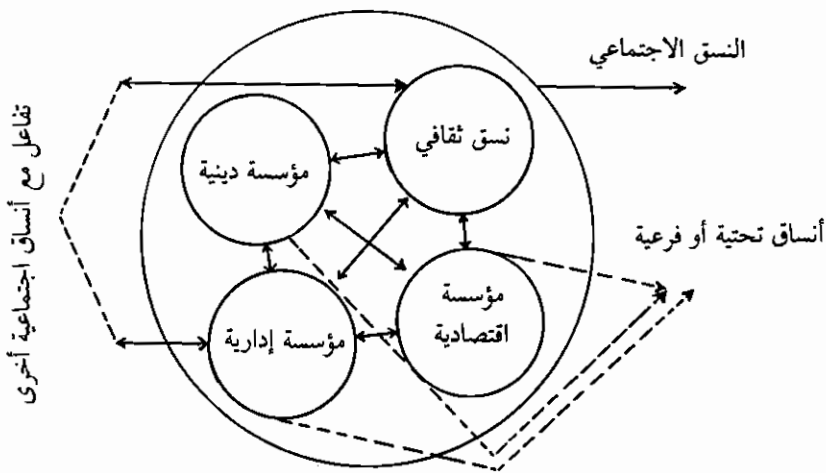 النسق الاجتماعي
نسق ثقافي
مؤسسة دينية
أنساق تحتية أو فرعية
مؤسسة
اقتصادية
مؤسسة إدارية
تفاعل مع أنساق اجتماعية أخرى